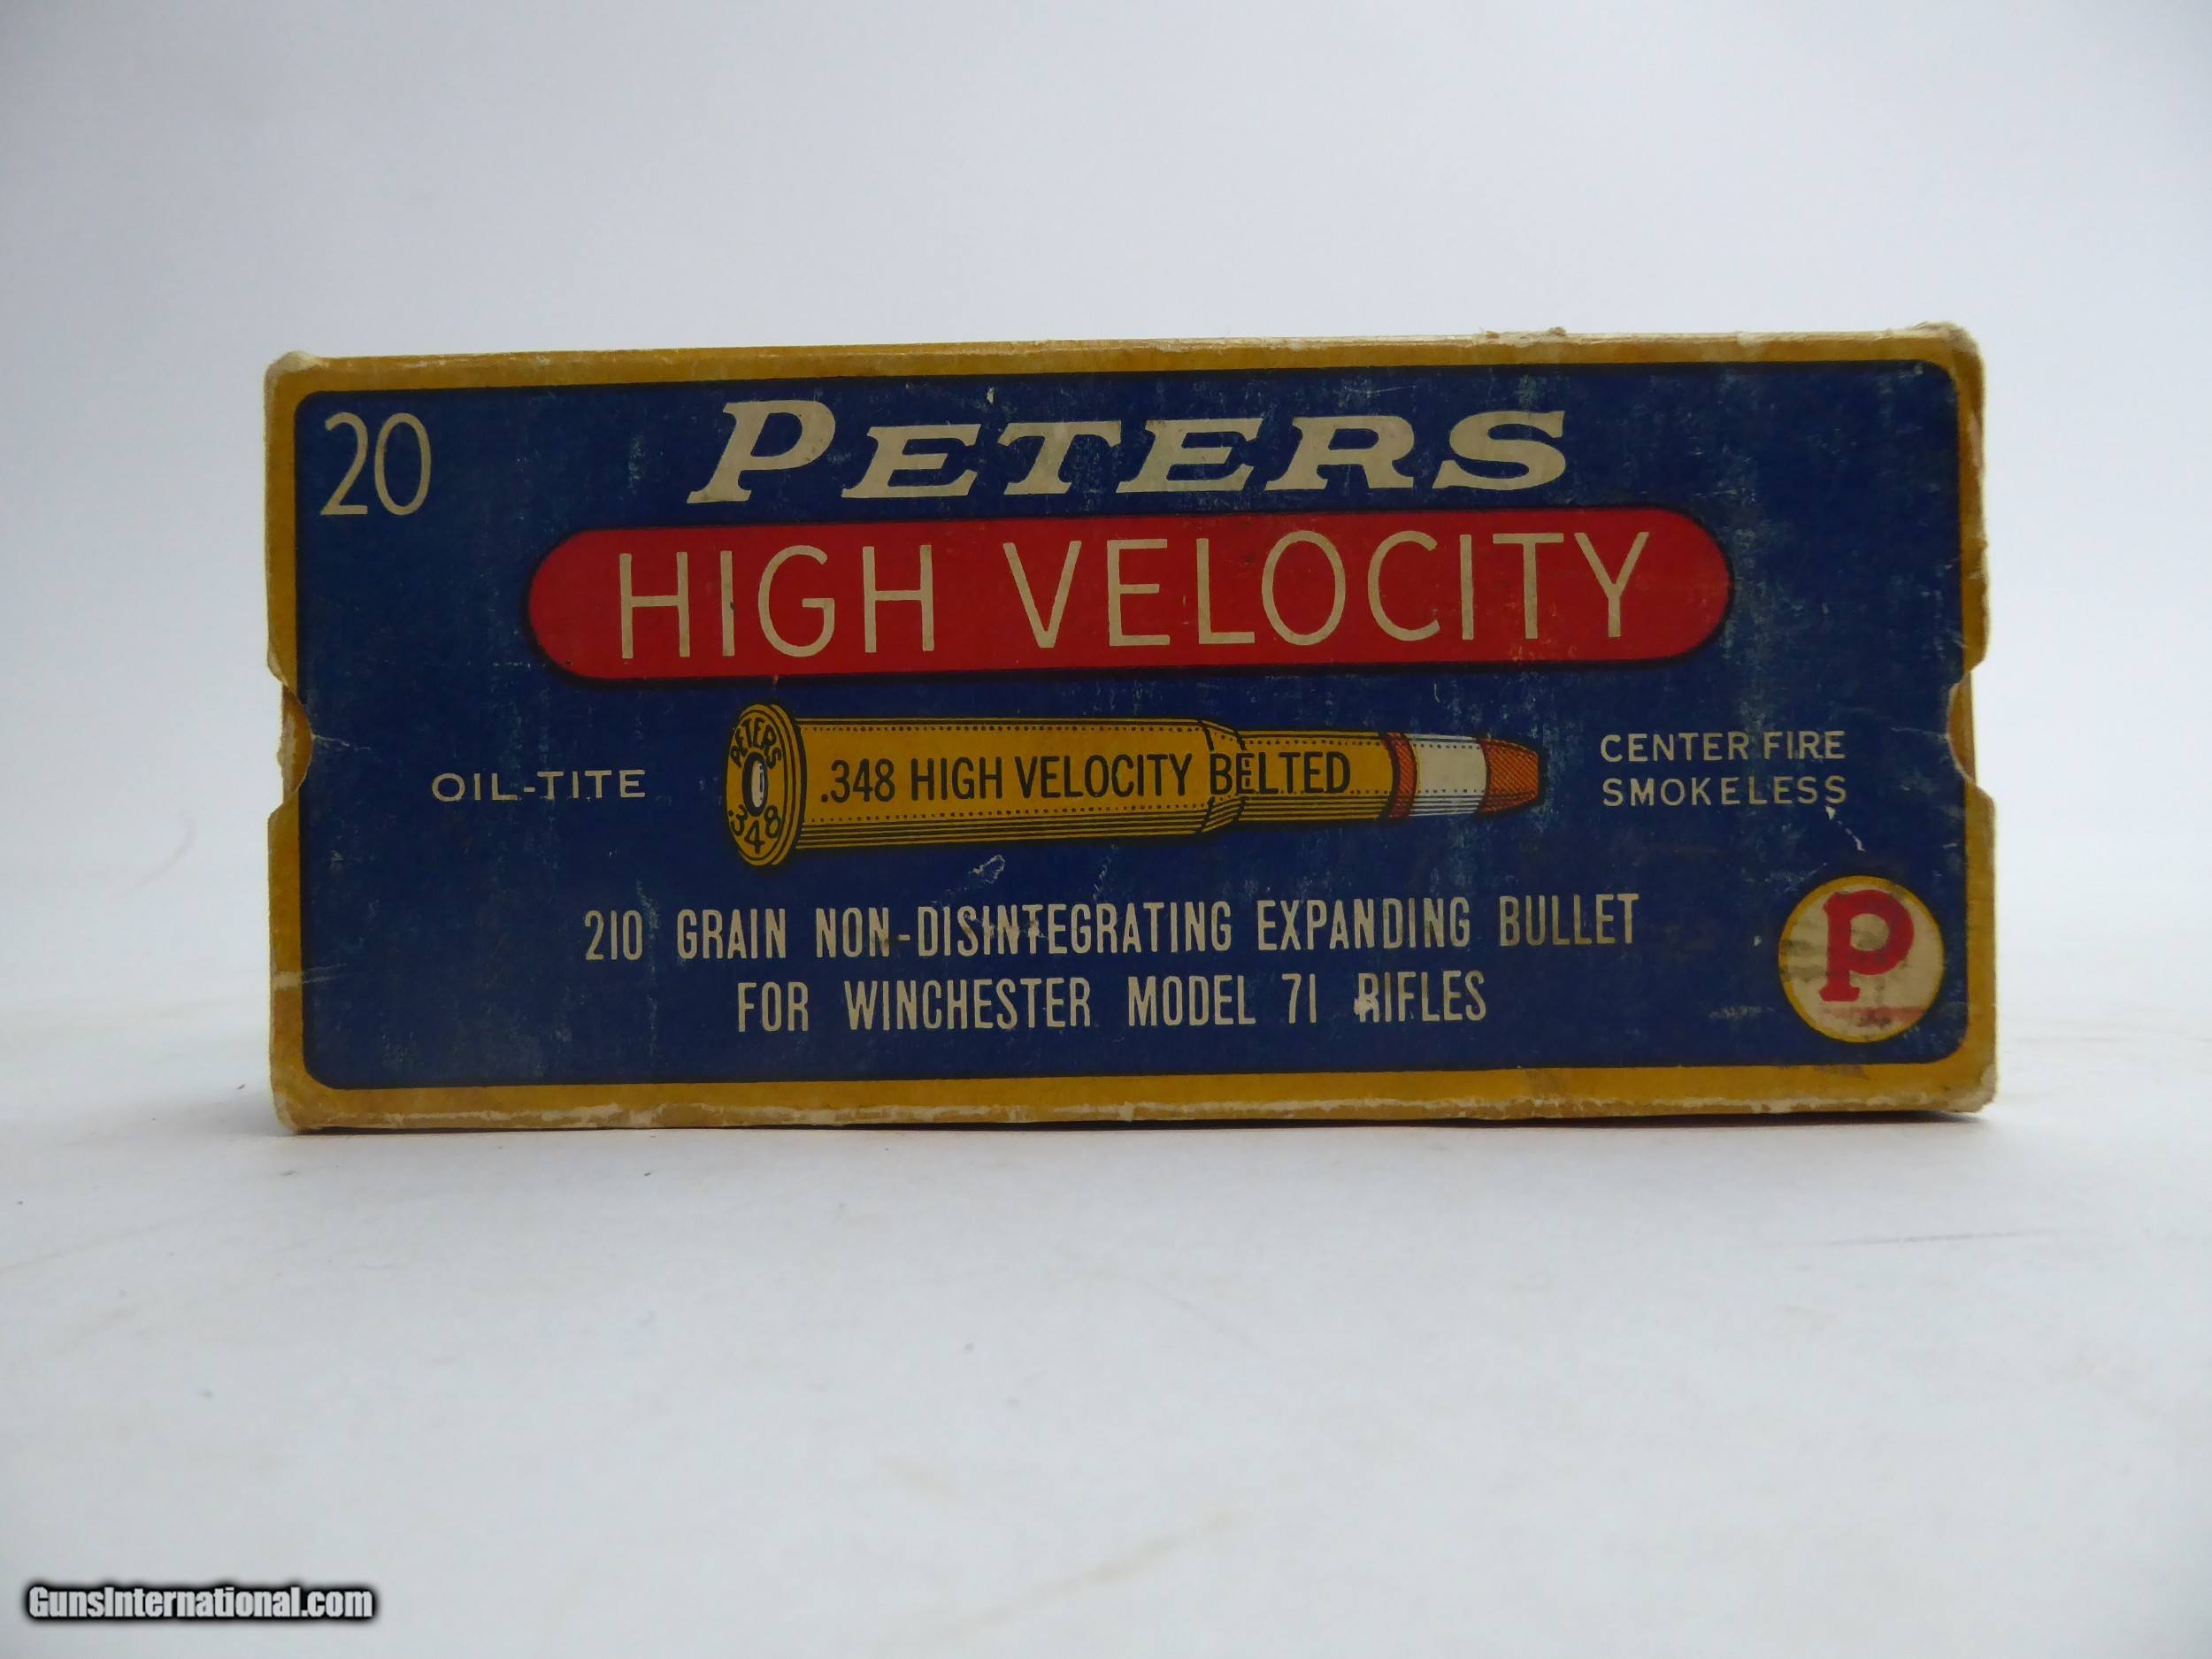 20
PETERS
HIGH VELOCITY
PETERS
.348
.348 HIGH VELOCITY BELTED
OIL-TITE
CENTER FIRE
SMOKELESS
210 GRAIN NON-DISINTEGRATING EXPANDING BULLET
FOR WINCHESTER MODEL 71 RIFLES
P
GunsInternational.com